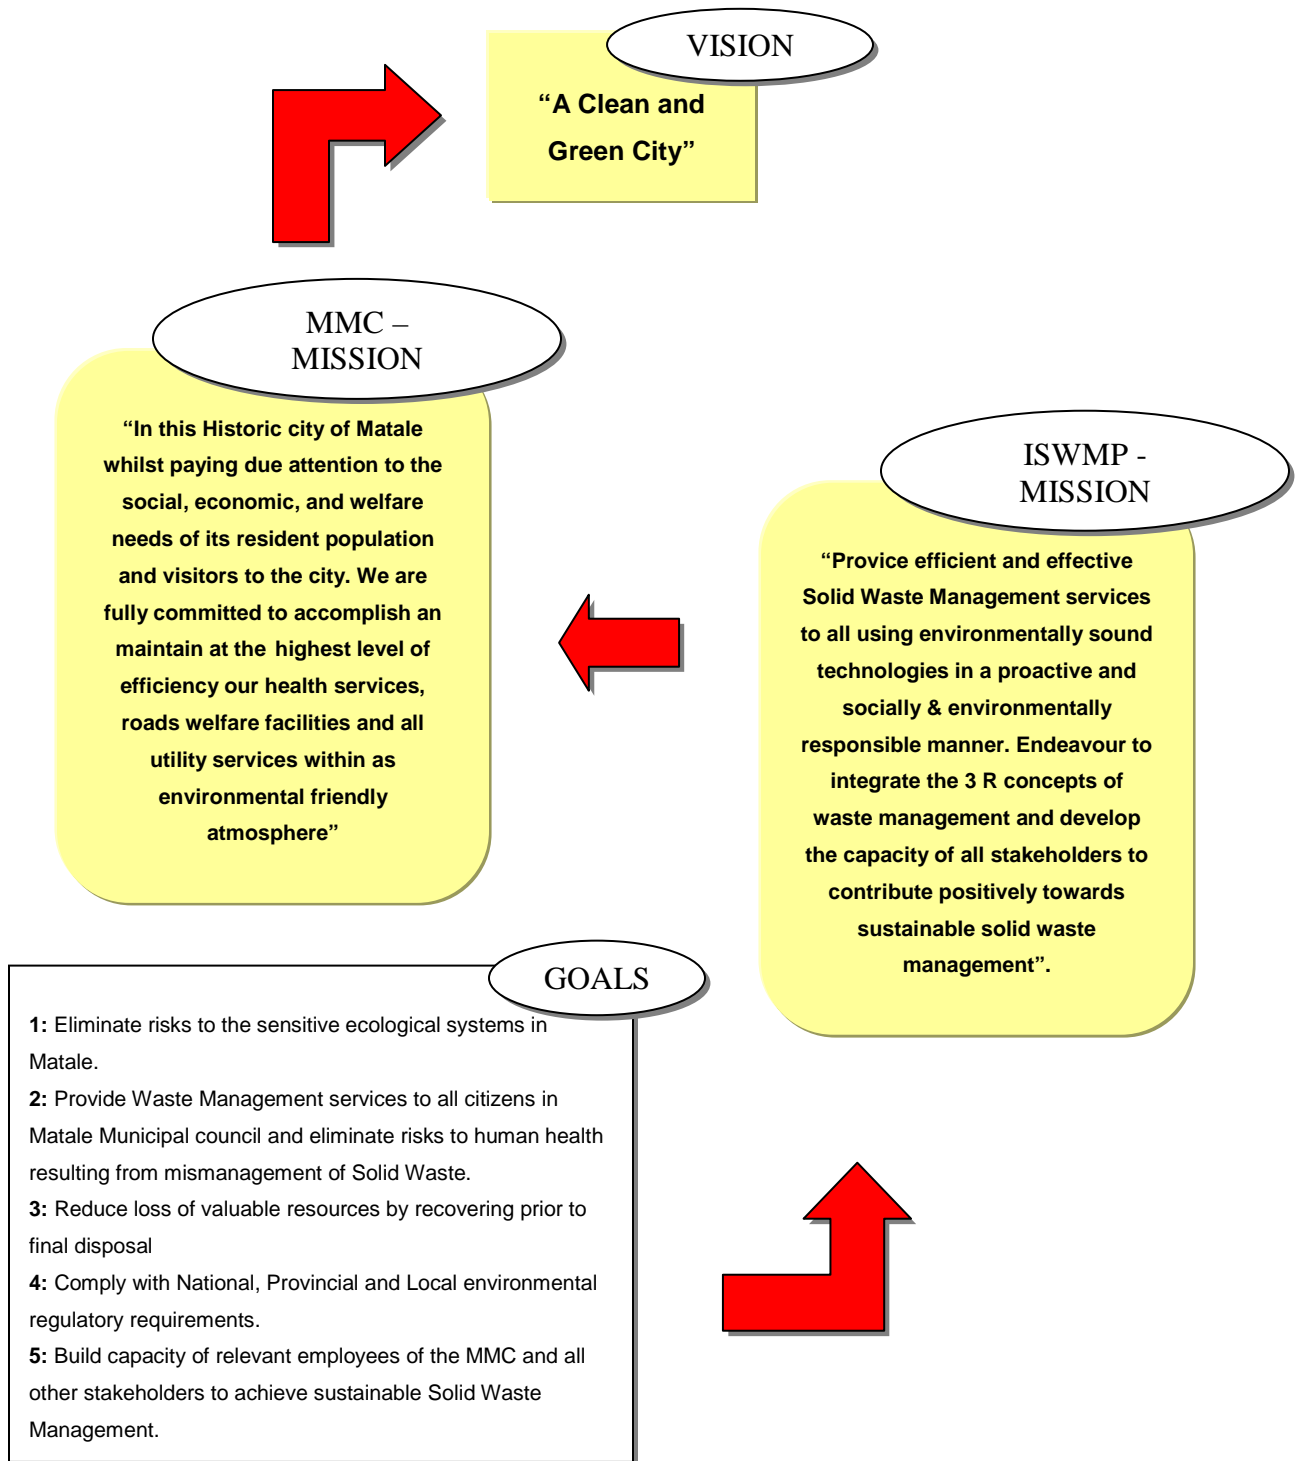 VISION
“A Clean and
Green City”
MMC –
MISSION
“In this Historic city of Matale
whilst paying due attention to the
social, economic, and welfare
needs of its resident population
and visitors to the city. We are
fully committed to accomplish an
maintain at the highest level of
efficiency our health services,
roads welfare facilities and all
utility services within as
environmental friendly
atmosphere”
ISWMP -
MISSION
“Provice efficient and effective
Solid Waste Management services
to all using environmentally sound
technologies in a proactive and
socially & environmentally
responsible manner. Endeavour to
integrate the 3 R concepts of
waste management and develop
the capacity of all stakeholders to
contribute positively towards
sustainable solid waste
management”.
GOALS
1: Eliminate risks to the sensitive ecological systems in
Matale.
2: Provide Waste Management services to all citizens in
Matale Municipal council and eliminate risks to human health
resulting from mismanagement of Solid Waste.
3: Reduce loss of valuable resources by recovering prior to
final disposal
4: Comply with National, Provincial and Local environmental
regulatory requirements.
5: Build capacity of relevant employees of the MMC and all
other stakeholders to achieve sustainable Solid Waste
Management.